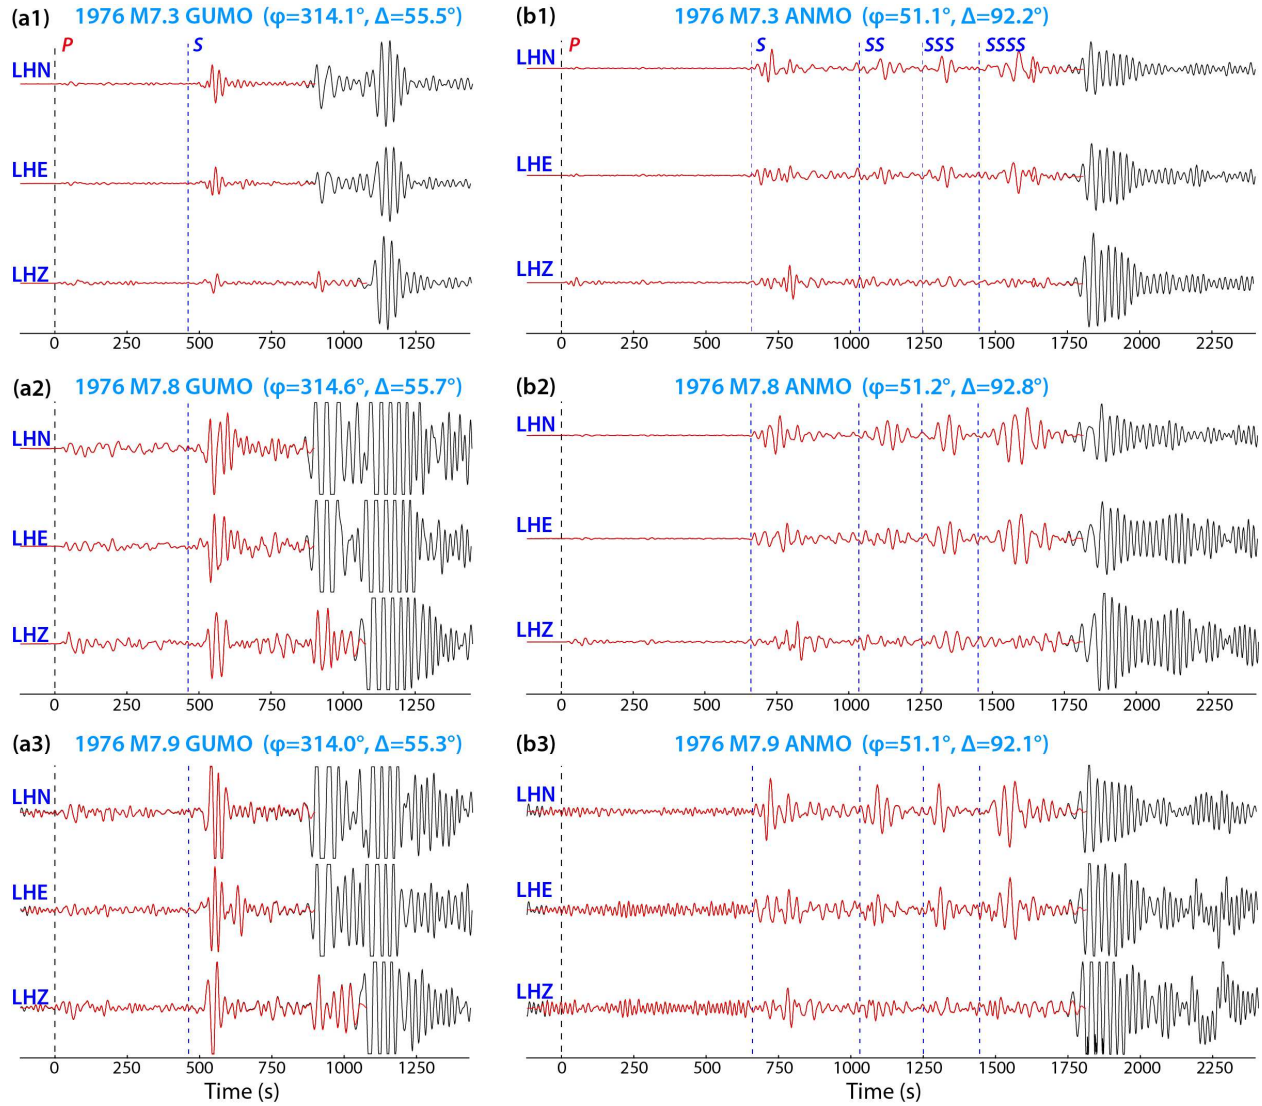 (a1) 1976 M7.3 GUMO (φ=314.1°, Δ=55.5°)
P S
LHN
LHE
LHZ
0 250 500 750 1000 1250
(b1) 1976 M7.3 ANMO (φ=51.1°, Δ=92.2°)
P S SS SSS SSSS
LHN
LHE
LHZ
0 250 500 750 1000 1250 1500 1750 2000 2250
(a2) 1976 M7.8 GUMO (φ=314.6°, Δ=55.7°)
LHN
LHE
LHZ
0 250 500 750 1000 1250
(b2) 1976 M7.8 ANMO (φ=51.2°, Δ=92.8°)
LHN
LHE
LHZ
0 250 500 750 1000 1250 1500 1750 2000 2250
(a3) 1976 M7.9 GUMO (φ=314.0°, Δ=55.3°)
LHN
LHE
LHZ
0 250 500 750 1000 1250
Time (s)
(b3) 1976 M7.9 ANMO (φ=51.1°, Δ=92.1°)
LHN
LHE
LHZ
0 250 500 750 1000 1250 1500 1750 2000 2250
Time (s)